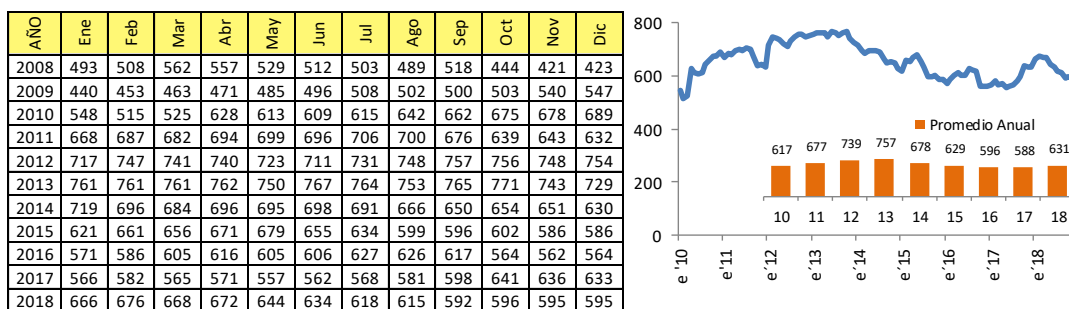 AÑO Ene Feb Mar Abr May Jun Jul Ago Sep Oct Nov Dic
2008 493 508 562 557 529 512 503 489 518 444 421 423
2009 440 453 463 471 485 496 508 502 500 503 540 547
2010 548 515 525 628 613 609 615 642 662 675 678 689
2011 668 687 682 694 699 696 706 700 676 639 643 632
2012 717 747 741 740 723 711 731 748 757 756 748 754
2013 761 761 761 762 750 767 764 753 765 771 743 729
2014 719 696 684 696 695 698 691 666 650 654 651 630
2015 621 661 656 671 679 655 634 599 596 602 586 586
2016 571 586 605 616 605 606 627 626 617 564 562 564
2017 566 582 565 571 557 562 568 581 598 641 636 633
2018 666 676 668 672 644 634 618 615 592 596 595 595
800
600
400
200
0
Promedio Anual
617 677 739 757 678 629 596 588 631
10 11 12 13 14 15 16 17 18
e ´10 e ´11 e ´12 e ´13 e ´14 e ´15 e ´16 e ´17 e ´18